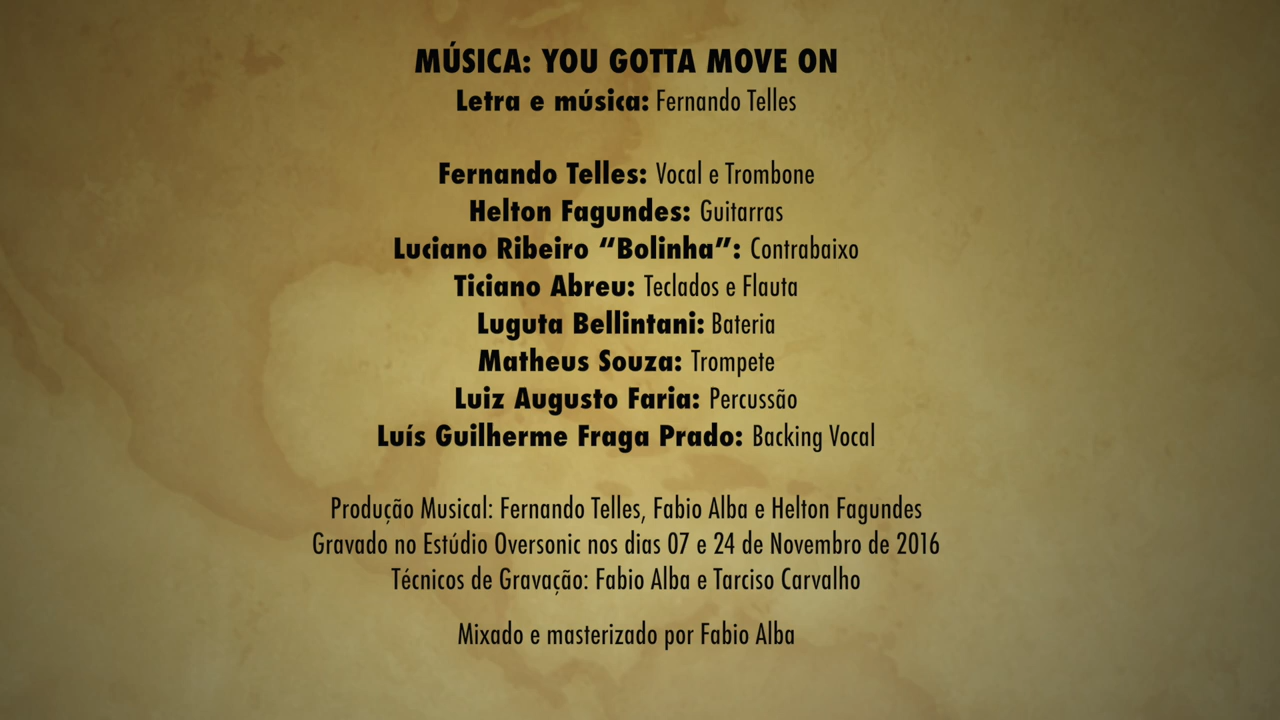 MÚSICA: YOU GOTTA MOVE ON
Letra e música: Fernando Telles
Fernando Telles: Vocal e Trombone
Helton Fagundes: Guitarras
Luciano Ribeiro “Bolinha”: Contrabaixo
Ticiano Abreu: Teclados e Flauta
Luguta Bellintani: Bateria
Matheus Souza: Trompete
Luiz Augusto Faria: Percussão
Luís Guilherme Fraga Prado: Backing Vocal
Produção Musical: Fernando Telles, Fabio Alba e Helton Fagundes
Gravado no Estúdio Oversonic nos dias 07 e 24 de Novembro de 2016
Técnicos de Gravação: Fabio Alba e Tarciso Carvalho
Mixado e masterizado por Fabio Alba